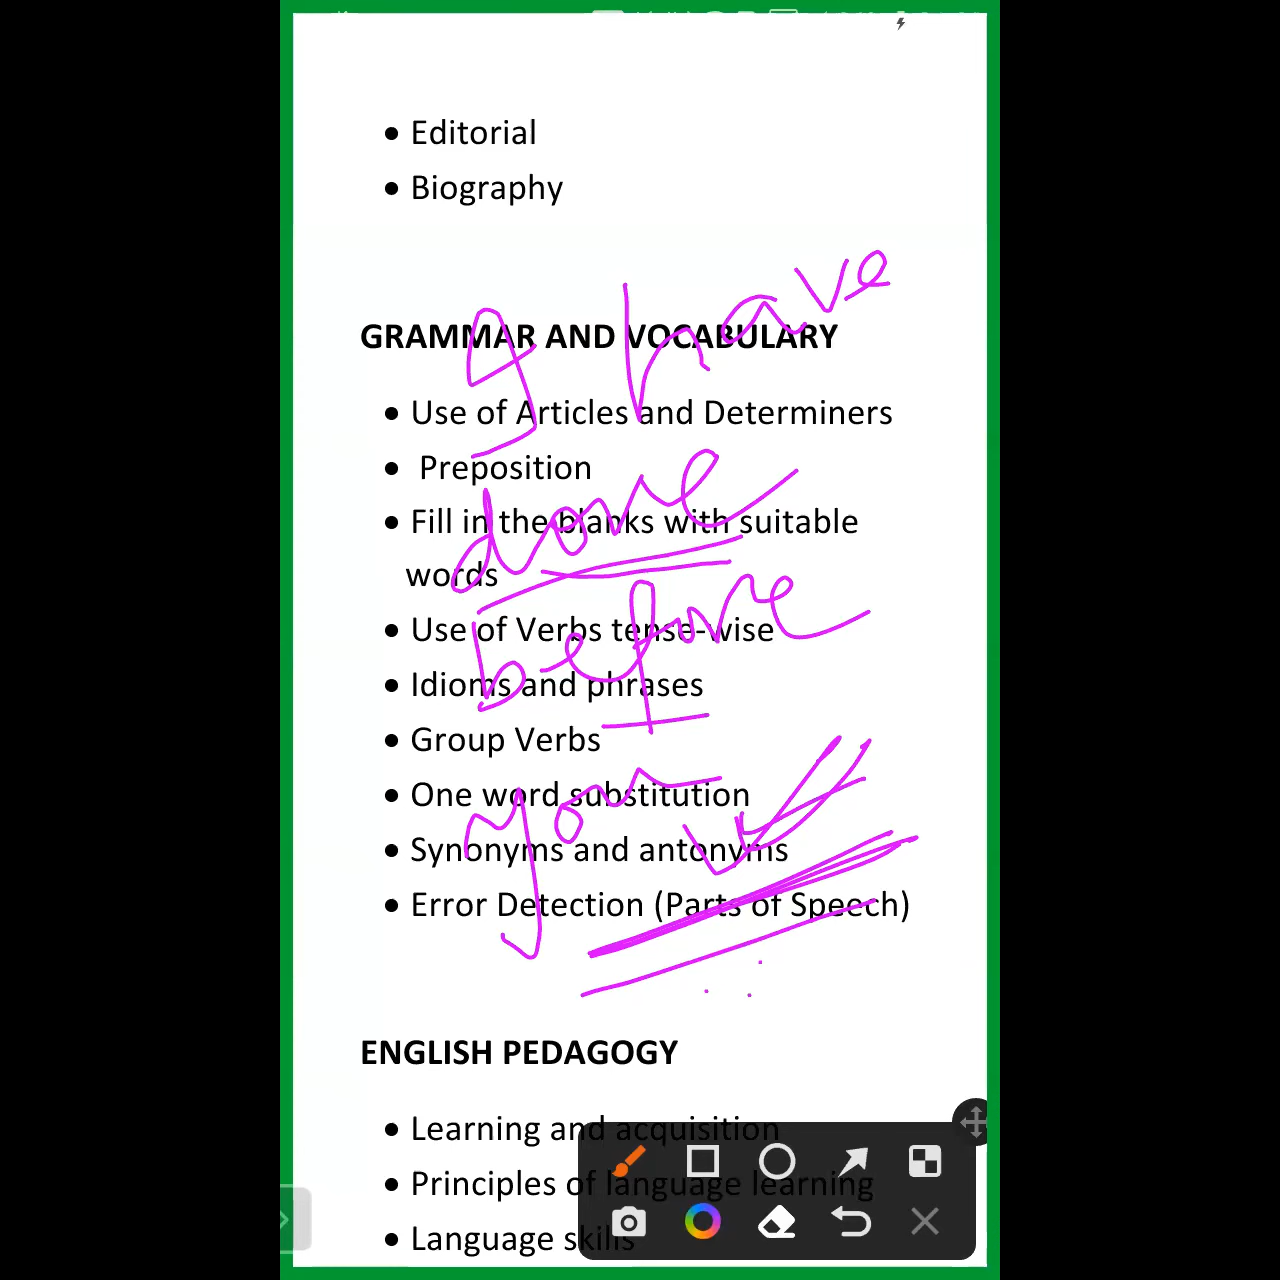 • Editorial
• Biography
GRAMMAR AND VOCABULARY
• Use of Articles and Determiners
• Preposition
• Fill in the blanks with suitable
words
• Use of Verbs tense-wise
• Idioms and phrases
• Group Verbs
• One word substitution
• Synonyms and antonyms
• Error Detection (Parts of Speech)
I have
done
before
you
ENGLISH PEDAGOGY
• Learning and acquisition
• Principles of language learning
• Language skills